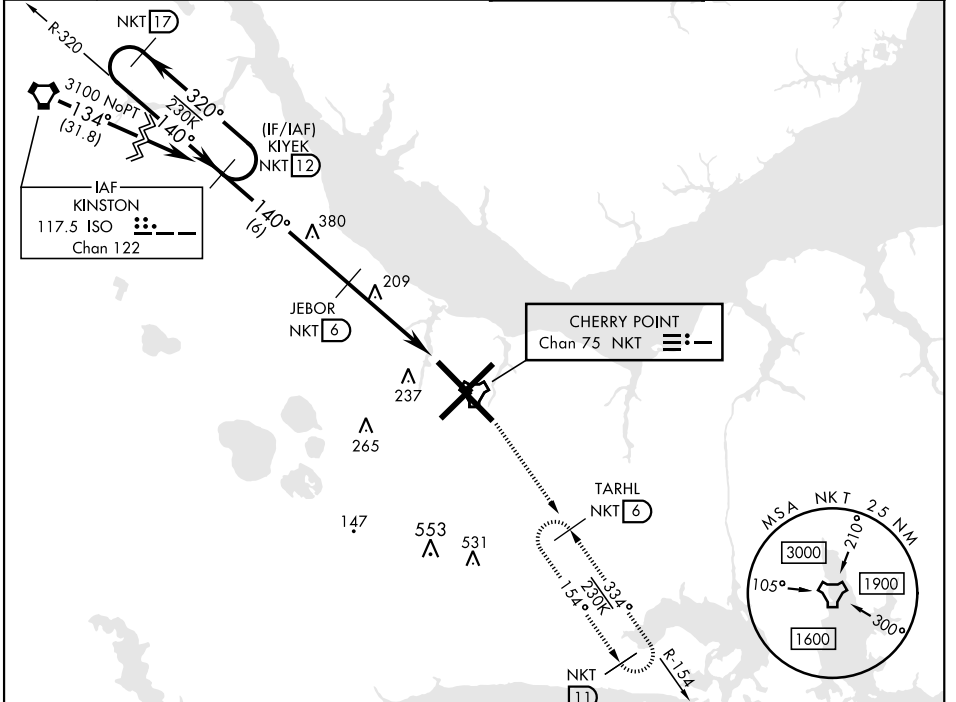 NKT 17
R-320
3100 NoPT
134°
(31.8)
320°
230K
140°
(IF/IAF)
KIYEK
NKT 12
IAF
KINSTON
117.5 ISO
Chan 122
140°
(6)
380
209
JEBOR
NKT 6
CHERRY POINT
Chan 75 NKT
237
265
TARHL
NKT 6
147
553
531
334°
230K
154°
NKT
11
R-154
MSA NKT 25 NM
3000
210°
105°
1900
300°
1600